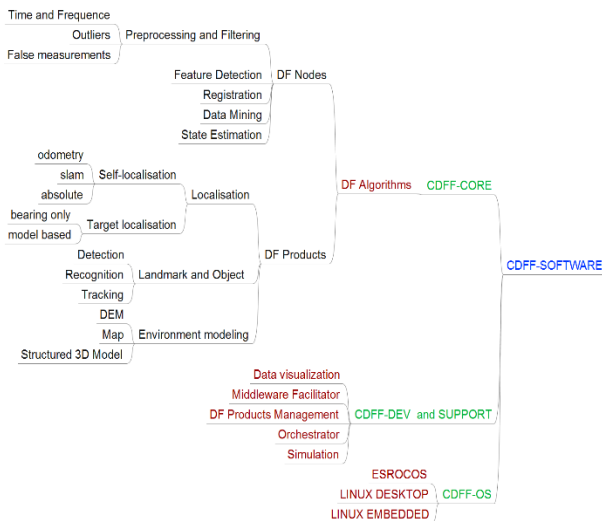 Time and Frequence
Outliers
Preprocessing and Filtering
False measurements
Feature Detection
DF Nodes
Registration
Data Mining
State Estimation
odometry
Self-localisation
slam
DF Algorithms
CDFF-CORE
absolute
Localisation
bearing only
Target localisation
model based
DF Products
Detection
CDFF-SOFTWARE
Recognition
Landmark and Object
Tracking
DEM
Map
Environment modeling
Structured 3D Model
Data visualization
Middleware Facilitator
DF Products Management
CDFF-DEV and SUPPORT
Orchestrator
Simulation
ESROCOS
LINUX DESKTOP
CDFF-OS
LINUX EMBEDDED